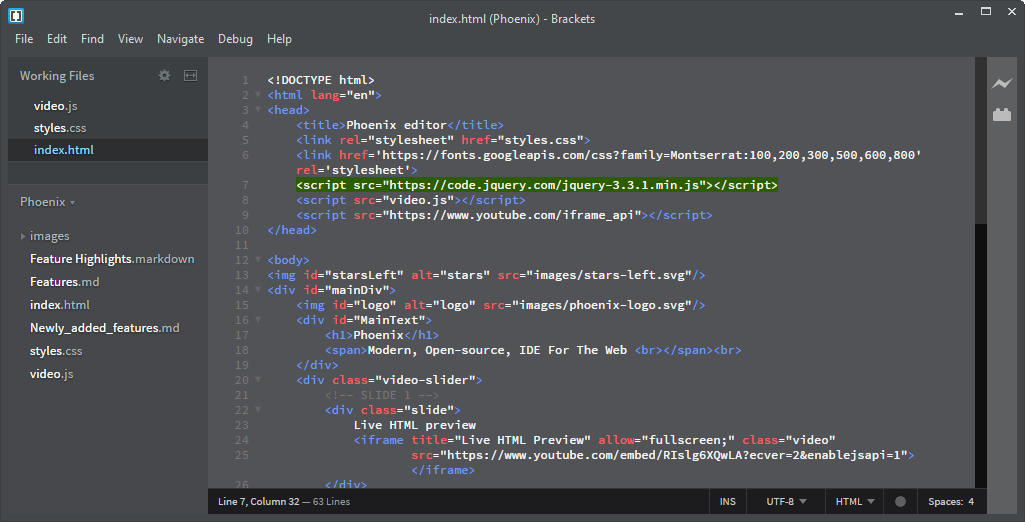 index.html (Phoenix) - Brackets
File Edit Find View Navigate Debug Help
Working Files
video.js
styles.css
index.html
Phoenix
images
Feature Highlights.markdown
Features.md
index.html
Newly_added_features.md
styles.css
video.js
1 <!DOCTYPE html>
2 <html lang="en">
3 <head>
4 <title>Phoenix editor</title>
5 <link rel="stylesheet" href="styles.css">
6 <link href='https://fonts.googleapis.com/css?family=Montserrat:100,200,300,500,600,800'
rel='stylesheet'>
7 <script src="https://code.jquery.com/jquery-3.3.1.min.js"></script>
8 <script src="video.js"></script>
9 <script src="https://www.youtube.com/iframe_api"></script>
10 </head>
11
12 <body>
13 <img id="starsLeft" alt="stars" src="images/stars-left.svg"/>
14 <div id="mainDiv">
15 <img id="logo" alt="logo" src="images/phoenix-logo.svg"/>
16 <div id="MainText">
17 <h1>Phoenix</h1>
18 <span>Modern, Open-source, IDE For The Web <br></span><br>
19 </div>
20 <div class="video-slider">
21 <!-- SLIDE 1 -->
22 <div class="slide">
23 Live HTML preview
24 <iframe title="Live HTML Preview" allow="fullscreen;" class="video"
25 src="https://www.youtube.com/embed/RIslg6XQwLA?ecver=2&enablejsapi=1">
</iframe>
26 </div>
Line 7, Column 32 — 63 Lines
INS UTF-8 HTML Spaces: 4